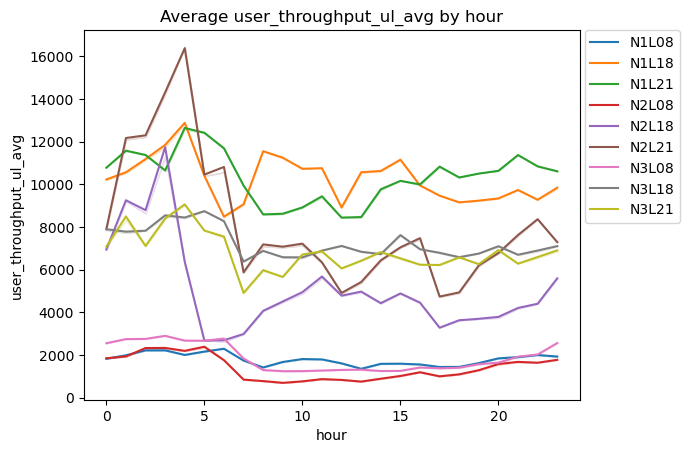 Average user_throughput_ul_avg by hour
user_throughput_ul_avg
16000
14000
12000
10000
8000
6000
4000
2000
0
0 5 10 15 20
hour
N1L08
N1L18
N1L21
N2L08
N2L18
N2L21
N3L08
N3L18
N3L21